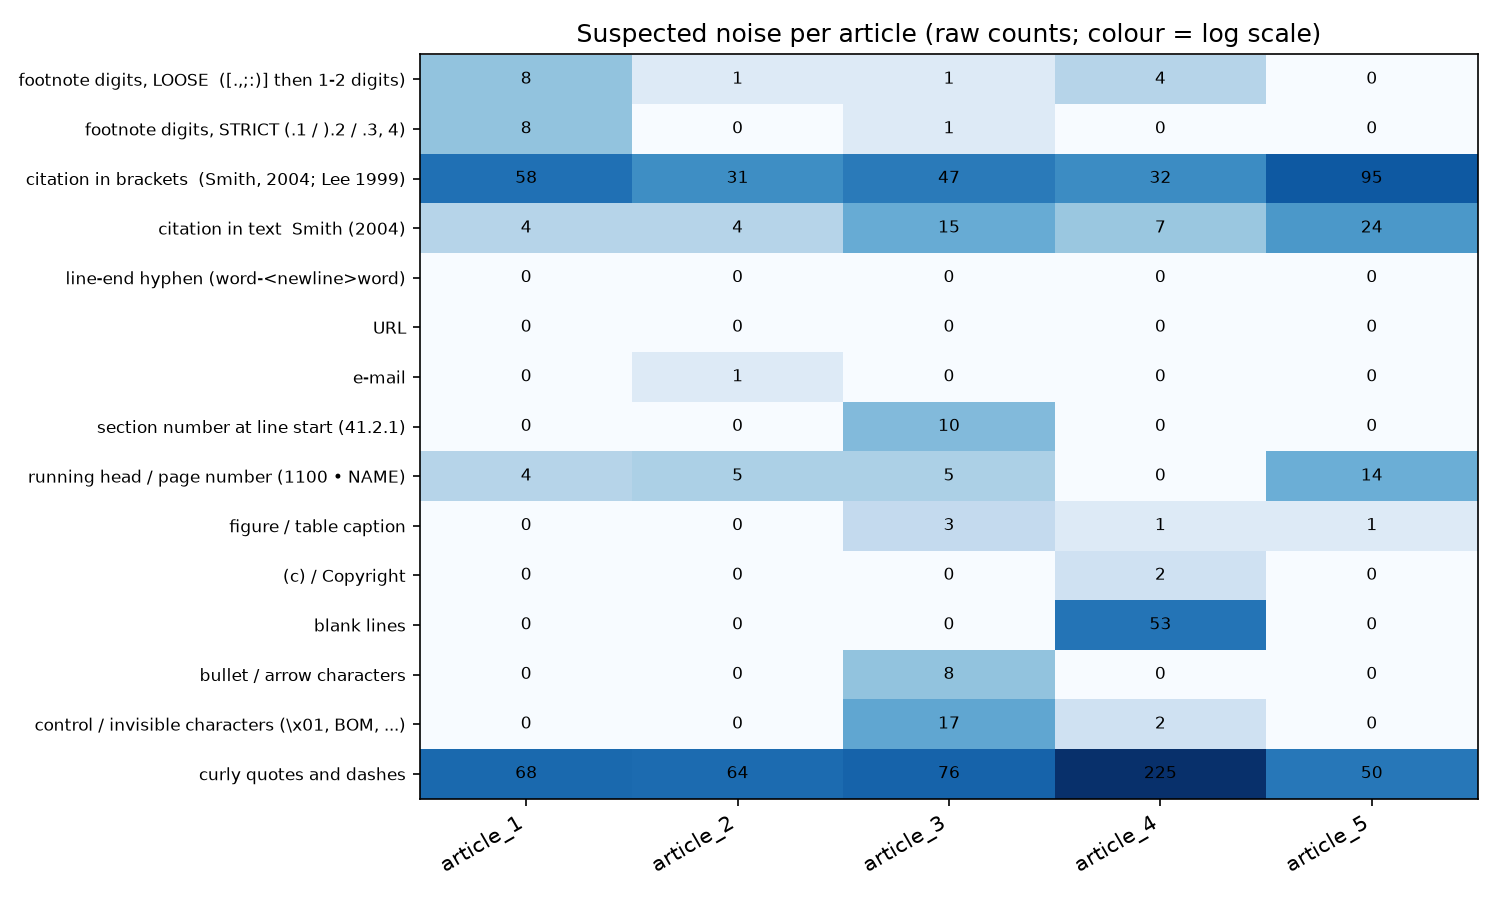 Suspected noise per article (raw counts; colour = log scale)
footnote digits, LOOSE  ([.,;:)] then 1-2 digits) 8 1 1 4 0
footnote digits, STRICT (.1 / ).2 / .3, 4) 8 0 1 0 0
citation in brackets  (Smith, 2004; Lee 1999) 58 31 47 32 95
citation in text  Smith (2004) 4 4 15 7 24
line-end hyphen (word-<newline>word) 0 0 0 0 0
URL 0 0 0 0 0
e-mail 0 1 0 0 0
section number at line start (41.2.1) 0 0 10 0 0
running head / page number (1100 • NAME) 4 5 5 0 14
figure / table caption 0 0 3 1 1
(c) / Copyright 0 0 0 2 0
blank lines 0 0 0 53 0
bullet / arrow characters 0 0 8 0 0
control / invisible characters (\x01, BOM, ...) 0 0 17 2 0
curly quotes and dashes 68 64 76 225 50
article_1 article_2 article_3 article_4 article_5